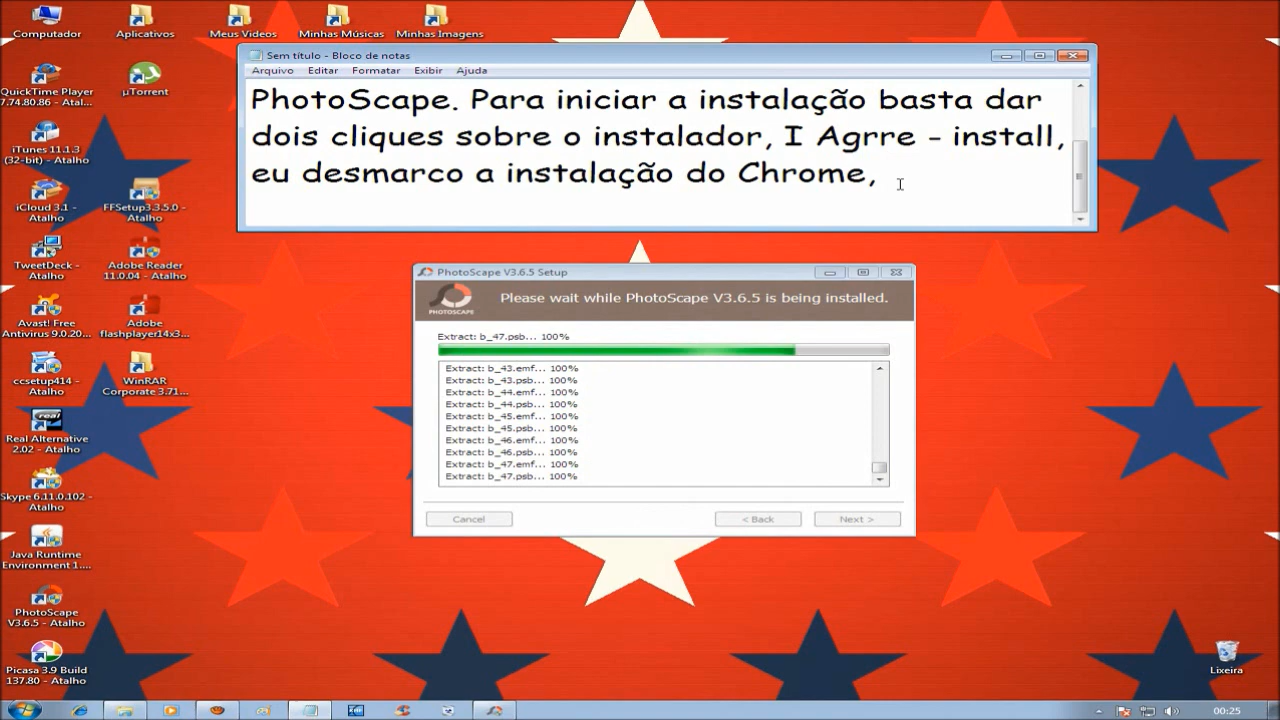 Computador
Aplicativos
Meus Videos
Minhas Músicas
Minhas Imagens
QuickTime Player
7.74.80.86 - Atalho
µTorrent
iTunes 11.1.3
(32-bit) - Atalho
iCloud 3.1 -
Atalho
FFSetup3.3.5.0 -
Atalho
TweetDeck -
Atalho
Adobe Reader
11.0.04 - Atalho
Avast! Free
Antivirus 9.0.20...
Adobe
flashplayer14x3...
ccsetup414 -
Atalho
WinRAR
Corporate 3.71...
real
Real Alternative
2.02 - Atalho
Skype 6.11.0.102 -
Atalho
Java Runtime
Environment 1....
PhotoScape
V3.6.5 - Atalho
Picasa 3.9 Build
137.80 - Atalho
Sem título - Bloco de notas
Arquivo Editar Formatar Exibir Ajuda
PhotoScape. Para iniciar a instalação basta dar
dois cliques sobre o instalador, I Agrre - install,
eu desmarco a instalação do Chrome,
PhotoScape V3.6.5 Setup
PHOTOSCAPE
Please wait while PhotoScape V3.6.5 is being installed.
Extract: b_47.psb... 100%
Extract: b_43.emf... 100%
Extract: b_43.psb... 100%
Extract: b_44.emf... 100%
Extract: b_44.psb... 100%
Extract: b_45.emf... 100%
Extract: b_45.psb... 100%
Extract: b_46.emf... 100%
Extract: b_46.psb... 100%
Extract: b_47.emf... 100%
Extract: b_47.psb... 100%
Cancel < Back Next >
Lixeira
00:25